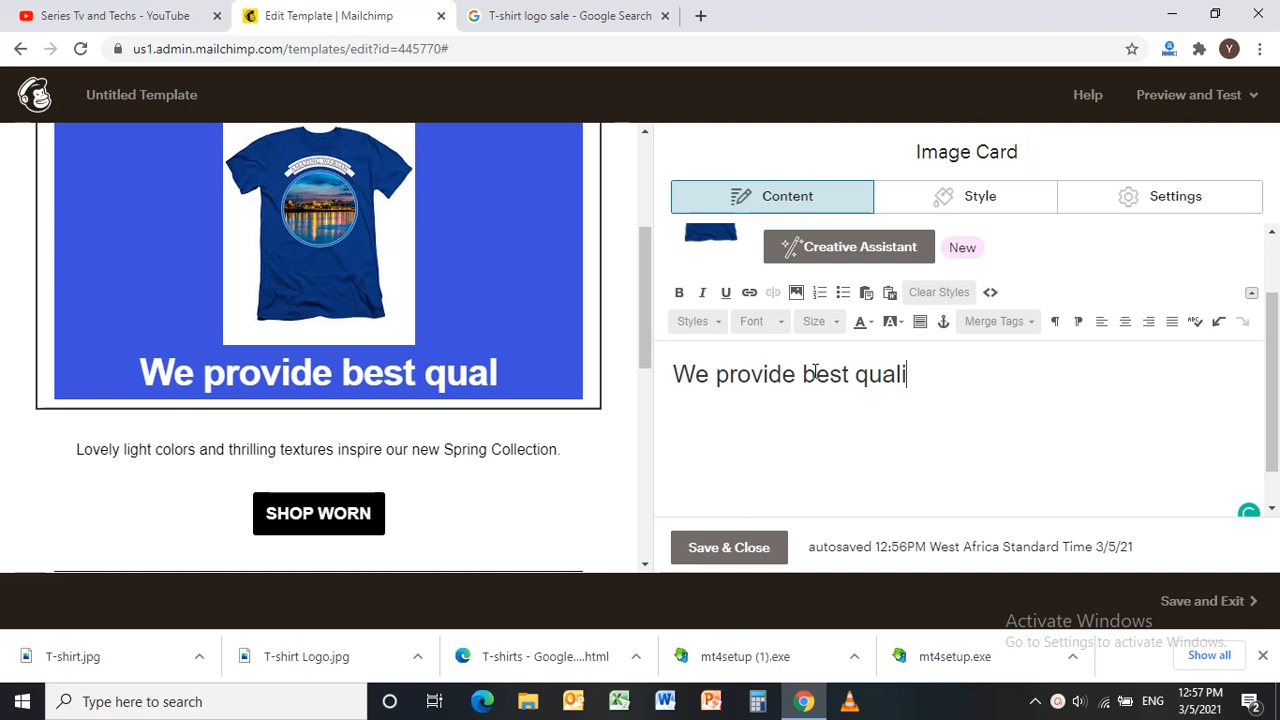 Series Tv and Techs - YouTube
Edit Template | Mailchimp
T-shirt logo sale - Google Search
us1.admin.mailchimp.com/templates/edit?id=445770#
Y
Untitled Template
Help
Preview and Test
Image Card
Content
Style
Settings
AMAZING WARSAW
Creative Assistant
New
B I U
Clear Styles
Styles
Font
Size
A
A
Merge Tags
We provide best qual
We provide best quali
Lovely light colors and thrilling textures inspire our new Spring Collection.
SHOP WORN
Save & Close
autosaved 12:56PM West Africa Standard Time 3/5/21
Save and Exit
Activate Windows
Go to Settings to activate Windows.
T-shirt.jpg
T-shirt Logo.jpg
T-shirts - Google....html
mt4setup (1).exe
mt4setup.exe
Show all
Type here to search
ENG
12:57 PM
3/5/2021
2